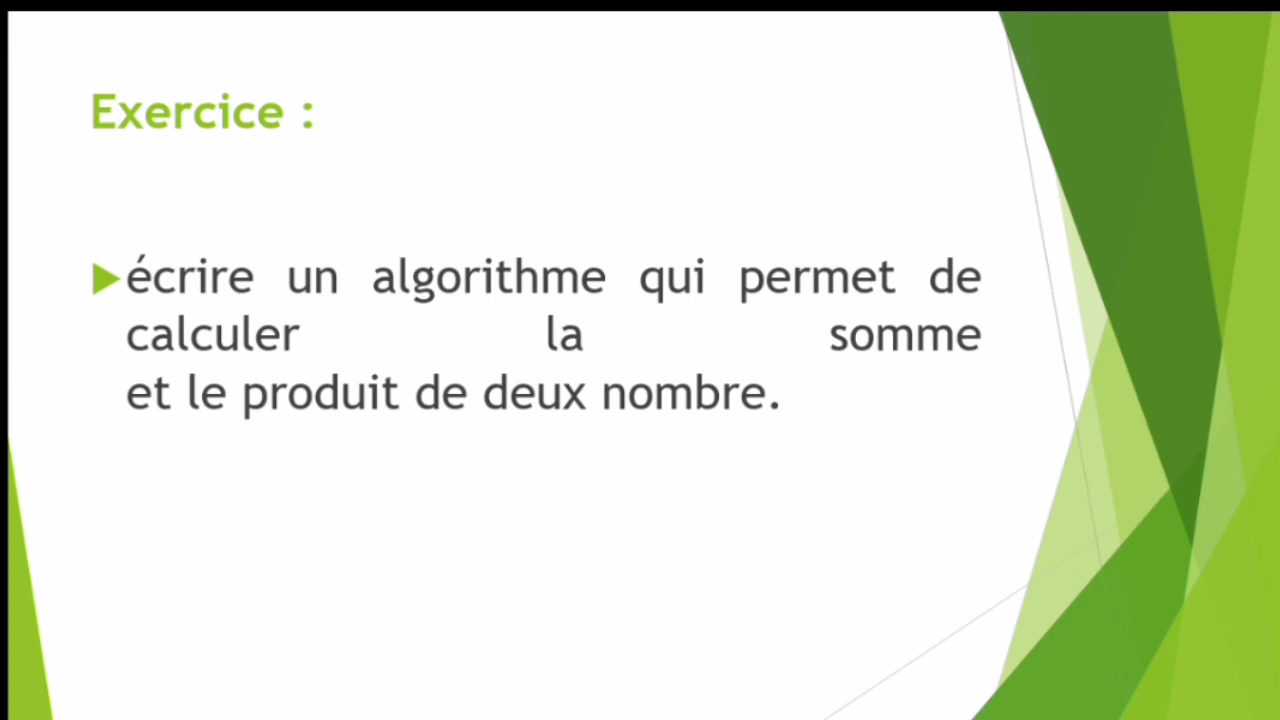 Exercice :
écrire un algorithme qui permet de
calculer la somme
et le produit de deux nombre.